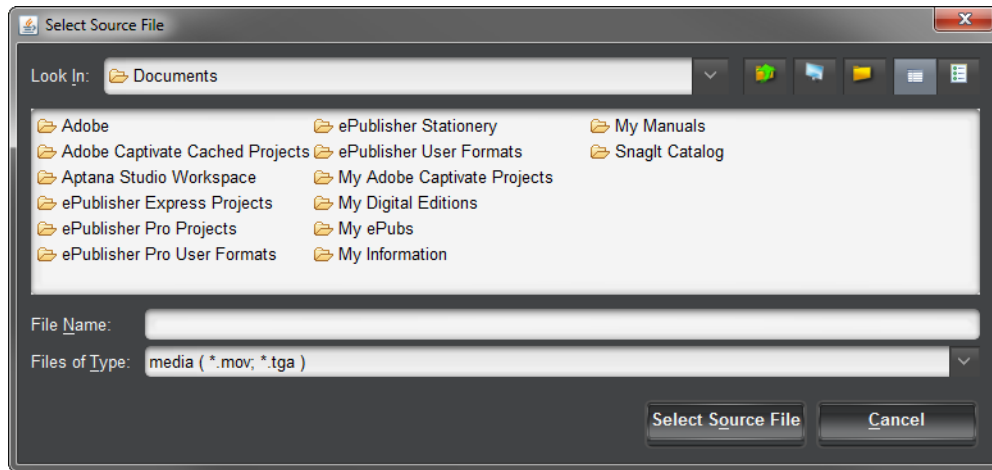 Select Source File
Look In: Documents
Adobe ePublisher Stationery My Manuals
Adobe Captivate Cached Projects ePublisher User Formats SnagIt Catalog
Aptana Studio Workspace My Adobe Captivate Projects
ePublisher Express Projects My Digital Editions
ePublisher Pro Projects My ePubs
ePublisher Pro User Formats My Information
File Name:
Files of Type: media ( *.mov; *.tga )
Select Source File Cancel